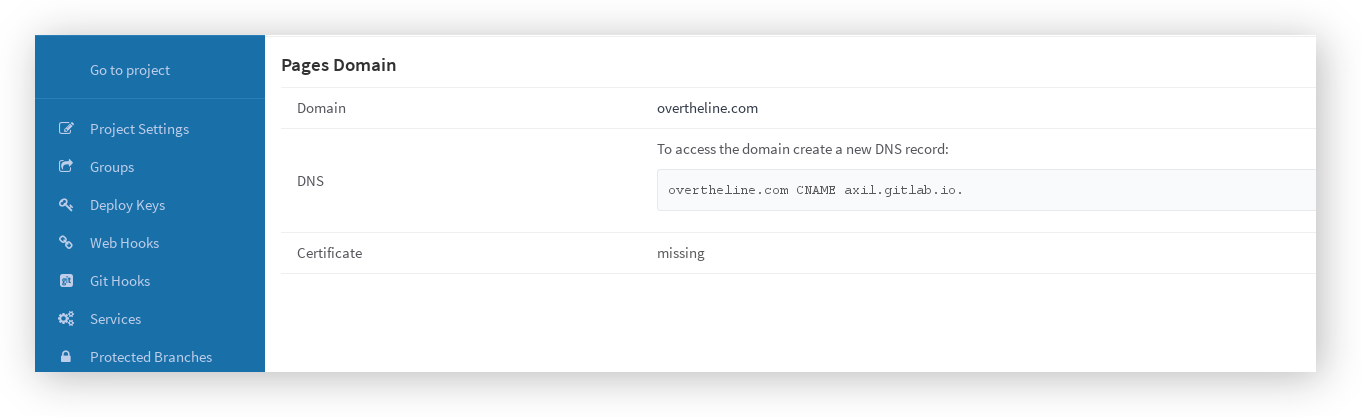 Go to project
Project Settings
Groups
Deploy Keys
Web Hooks
Git Hooks
Services
Protected Branches
Pages Domain
Domain overtheline.com
To access the domain create a new DNS record:
DNS
overtheline.com CNAME axil.gitlab.io.
Certificate missing